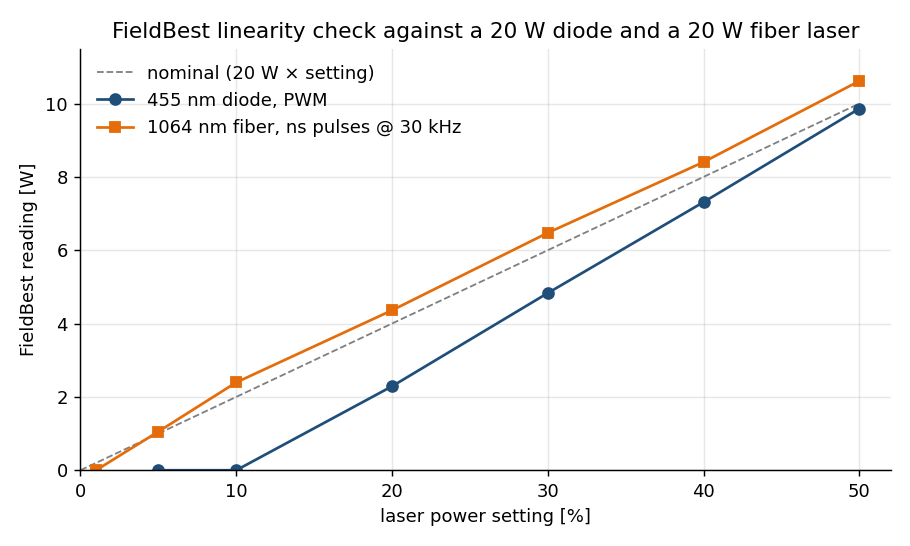 FieldBest linearity check against a 20 W diode and a 20 W fiber laser
nominal (20 W × setting)
455 nm diode, PWM
1064 nm fiber, ns pulses @ 30 kHz
FieldBest reading [W]
10
8
6
4
2
0
0 10 20 30 40 50
laser power setting [%]